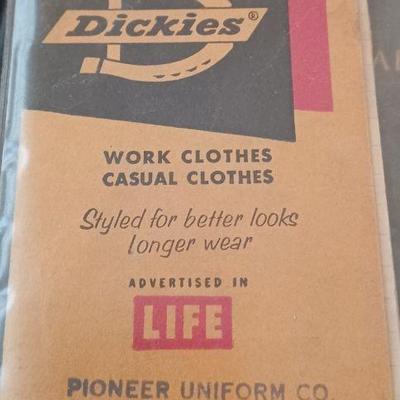 Dickies®
WORK CLOTHES
CASUAL CLOTHES
Styled for better looks
longer wear
ADVERTISED IN
LIFE
PIONEER UNIFORM CO.